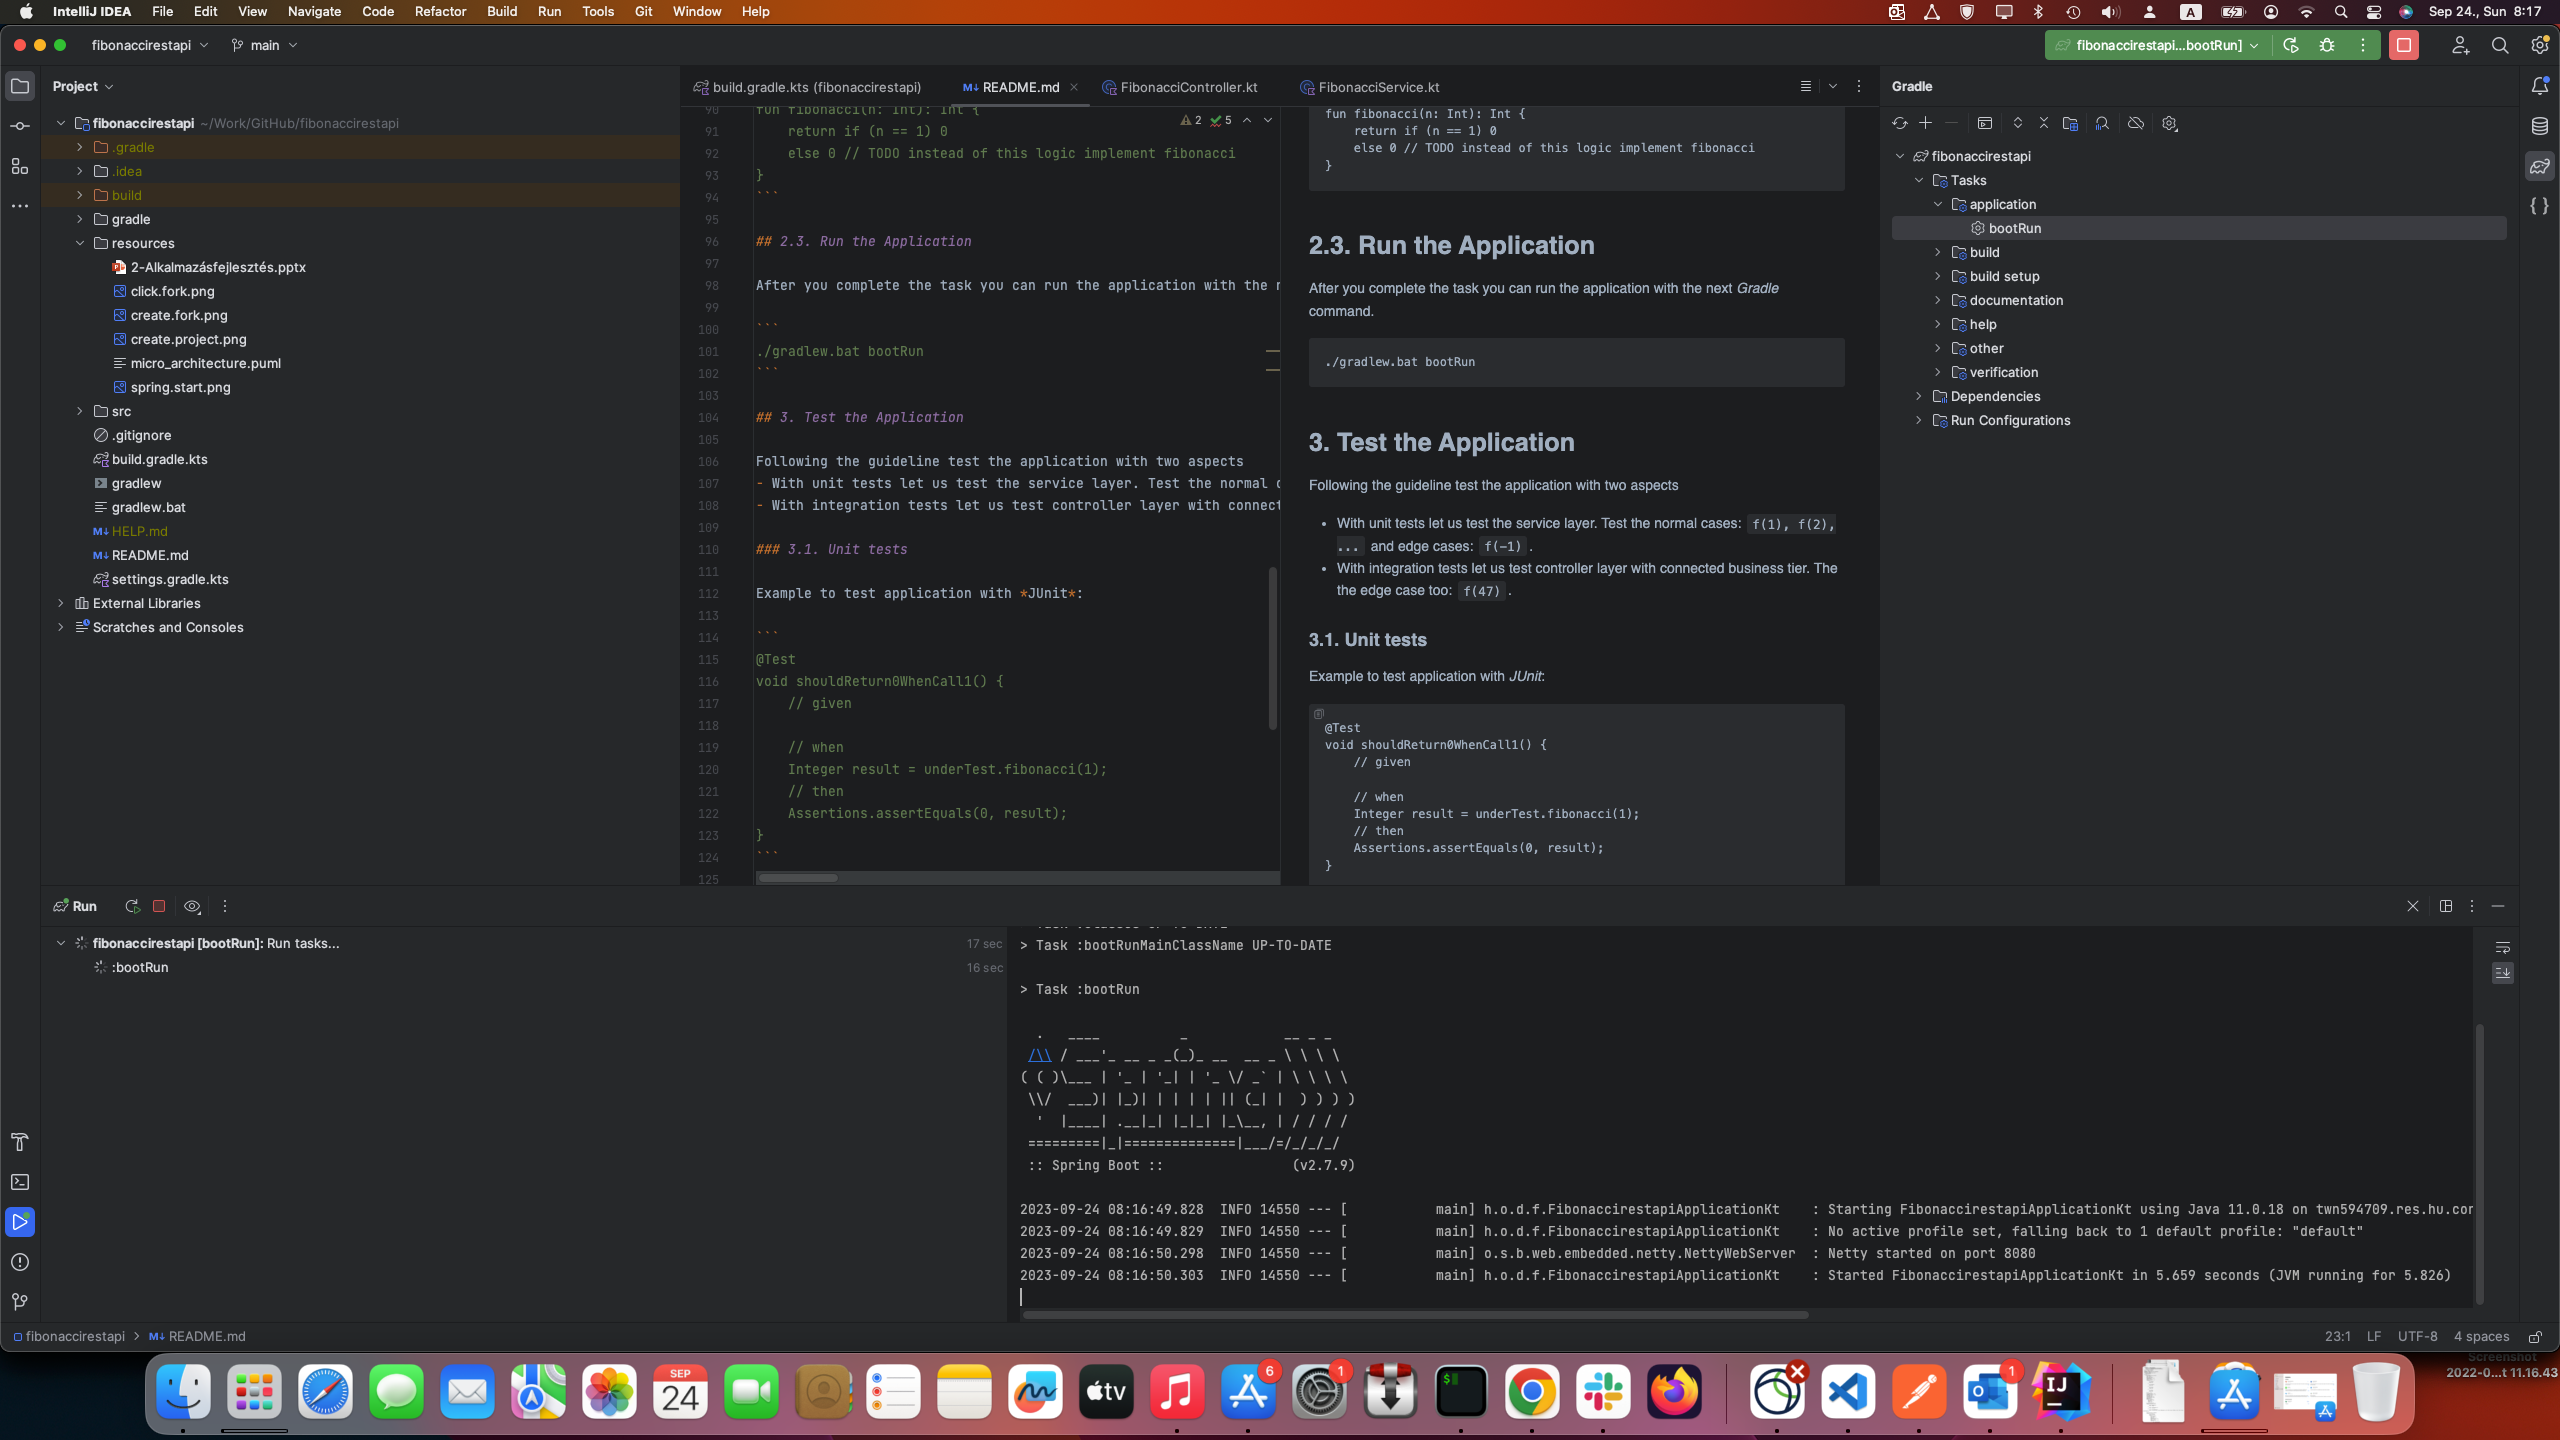 IntelliJ IDEA File Edit View Navigate Code Refactor Build Run Tools Git Window Help
A
Sep 24., Sun 8:17
fibonaccirestapi main
fibonaccirestapi...bootRun]
Project
fibonaccirestapi ~/Work/GitHub/fibonaccirestapi
.gradle
.idea
build
gradle
resources
2-Alkalmazásfejlesztés.pptx
click.fork.png
create.fork.png
create.project.png
micro_architecture.puml
spring.start.png
src
.gitignore
build.gradle.kts
gradlew
gradlew.bat
M↓ HELP.md
M↓ README.md
settings.gradle.kts
External Libraries
Scratches and Consoles
build.gradle.kts (fibonaccirestapi) M↓ README.md FibonacciController.kt FibonacciService.kt
2 5
90 fun fibonacci(n: Int): Int {
91 return if (n == 1) 0
92 else 0 // TODO instead of this logic implement fibonacci
93 }
94 ```
95
96 ## 2.3. Run the Application
97
98 After you complete the task you can run the application with the n
99
100 ```
101 ./gradlew.bat bootRun
102 ```
103
104 ## 3. Test the Application
105
106 Following the guideline test the application with two aspects
107 - With unit tests let us test the service layer. Test the normal c
108 - With integration tests let us test controller layer with connect
109
110 ### 3.1. Unit tests
111
112 Example to test application with *JUnit*:
113
114 ```
115 @Test
116 void shouldReturn0WhenCall1() {
117 // given
118
119 // when
120 Integer result = underTest.fibonacci(1);
121 // then
122 Assertions.assertEquals(0, result);
123 }
124 ```
125
fun fibonacci(n: Int): Int {
return if (n == 1) 0
else 0 // TODO instead of this logic implement fibonacci
}
2.3. Run the Application
After you complete the task you can run the application with the next Gradle
command.
./gradlew.bat bootRun
3. Test the Application
Following the guideline test the application with two aspects
• With unit tests let us test the service layer. Test the normal cases: f(1), f(2),
... and edge cases: f(-1) .
• With integration tests let us test controller layer with connected business tier. The
the edge case too: f(47) .
3.1. Unit tests
Example to test application with JUnit:
@Test
void shouldReturn0WhenCall1() {
// given
// when
Integer result = underTest.fibonacci(1);
// then
Assertions.assertEquals(0, result);
}
Gradle
fibonaccirestapi
Tasks
application
bootRun
build
build setup
documentation
help
other
verification
Dependencies
Run Configurations
Run
fibonaccirestapi [bootRun]: Run tasks... 17 sec
:bootRun 16 sec
> Task :bootRunMainClassName UP-TO-DATE
> Task :bootRun
  .   ____          _            __ _ _
 /\\ / ___'_ __ _ _(_)_ __  __ _ \ \ \ \
( ( )\___ | '_ | '_| | '_ \/ _` | \ \ \ \
 \\/  ___)| |_)| | | | | || (_| |  ) ) ) )
  '  |____| .__|_| |_|_| |_\__, | / / / /
 =========|_|==============|___/=/_/_/_/
:: Spring Boot :: (v2.7.9)
2023-09-24 08:16:49.828 INFO 14550 --- [ main] h.o.d.f.FibonaccirestapiApplicationKt : Starting FibonaccirestapiApplicationKt using Java 11.0.18 on twn594709.res.hu.cor
2023-09-24 08:16:49.829 INFO 14550 --- [ main] h.o.d.f.FibonaccirestapiApplicationKt : No active profile set, falling back to 1 default profile: "default"
2023-09-24 08:16:50.298 INFO 14550 --- [ main] o.s.b.web.embedded.netty.NettyWebServer : Netty started on port 8080
2023-09-24 08:16:50.303 INFO 14550 --- [ main] h.o.d.f.FibonaccirestapiApplicationKt : Started FibonaccirestapiApplicationKt in 5.659 seconds (JVM running for 5.826)
fibonaccirestapi > M↓ README.md
23:1 LF UTF-8 4 spaces
Screenshot
2022-0...t 11.16.43
SEP
24
tv
6
1
$
1
IJ